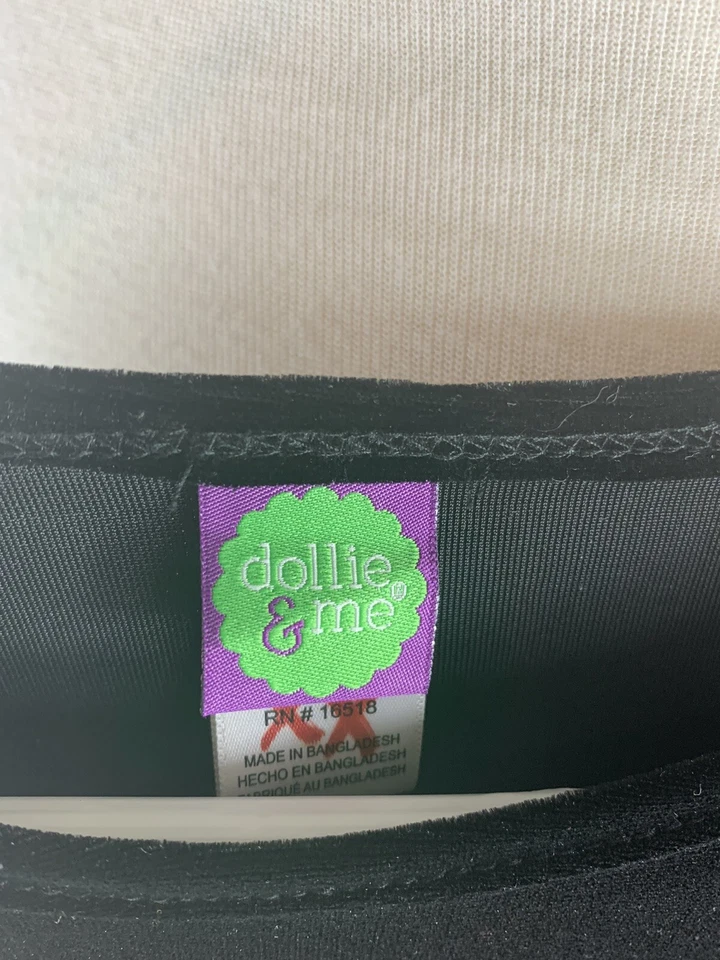 dollie
& me®
RN # 16518
MADE IN BANGLADESH
HECHO EN BANGLADESH
FABRIQUÉ AU BANGLADESH